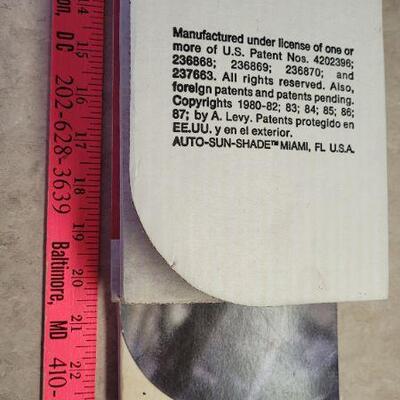 Manufactured under license of one or
more of U.S. Patent Nos. 4202396;
236868; 236869; 236870; and
237663. All rights reserved. Also,
foreign patents and patents pending.
Copyrights 1980-82; 83; 84; 85; 86;
87; by A. Levy. Patents protegido en
EE.UU. y en el exterior.
AUTO-SUN-SHADE™ MIAMI, FL U.S.A.
14 15 16 17 18 19 20 21 22
DC 202-628-3639 Baltimore, MD 410-